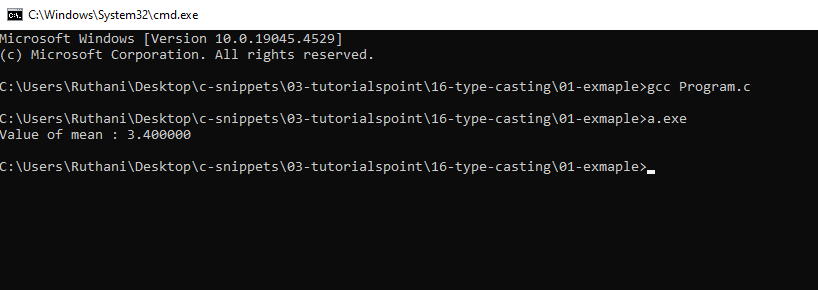 C:\Windows\System32\cmd.exe
Microsoft Windows [Version 10.0.19045.4529]
(c) Microsoft Corporation. All rights reserved.
C:\Users\Ruthani\Desktop\c-snippets\03-tutorialspoint\16-type-casting\01-exmaple>gcc Program.c
C:\Users\Ruthani\Desktop\c-snippets\03-tutorialspoint\16-type-casting\01-exmaple>a.exe
Value of mean : 3.400000
C:\Users\Ruthani\Desktop\c-snippets\03-tutorialspoint\16-type-casting\01-exmaple>